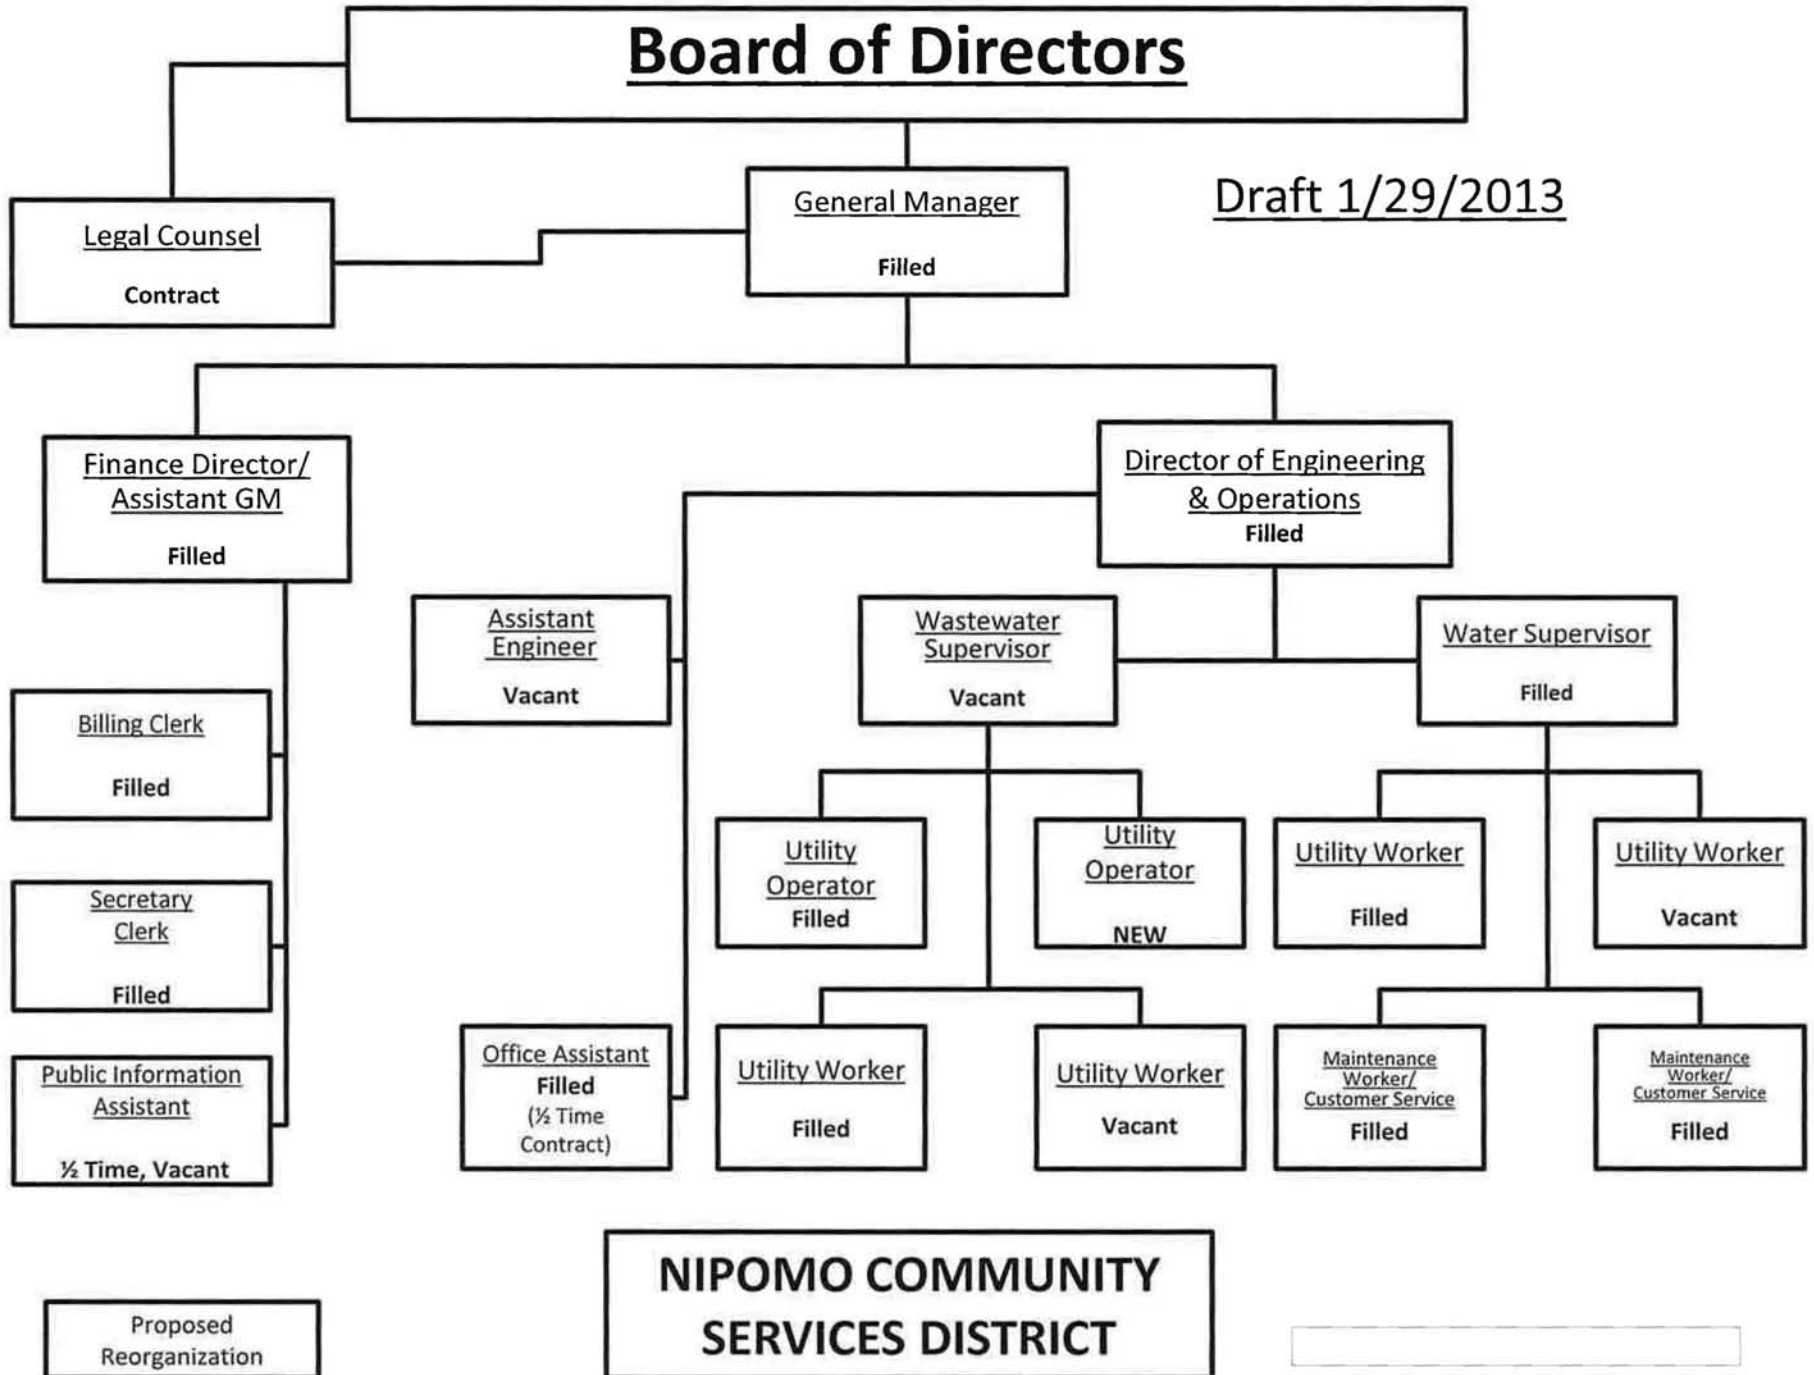 Board of Directors
Draft 1/29/2013
General Manager
Filled
Legal Counsel
Contract
Finance Director/
Assistant GM
Filled
Director of Engineering
& Operations
Filled
Assistant
Engineer
Vacant
Wastewater
Supervisor
Vacant
Water Supervisor
Filled
Billing Clerk
Filled
Utility
Operator
Filled
Utility
Operator
NEW
Utility Worker
Filled
Utility Worker
Vacant
Secretary
Clerk
Filled
Public Information
Assistant
½ Time, Vacant
Office Assistant
Filled
(½ Time
Contract)
Utility Worker
Filled
Utility Worker
Vacant
Maintenance
Worker/
Customer Service
Filled
Maintenance
Worker/
Customer Service
Filled
Proposed
Reorganization
NIPOMO COMMUNITY
SERVICES DISTRICT